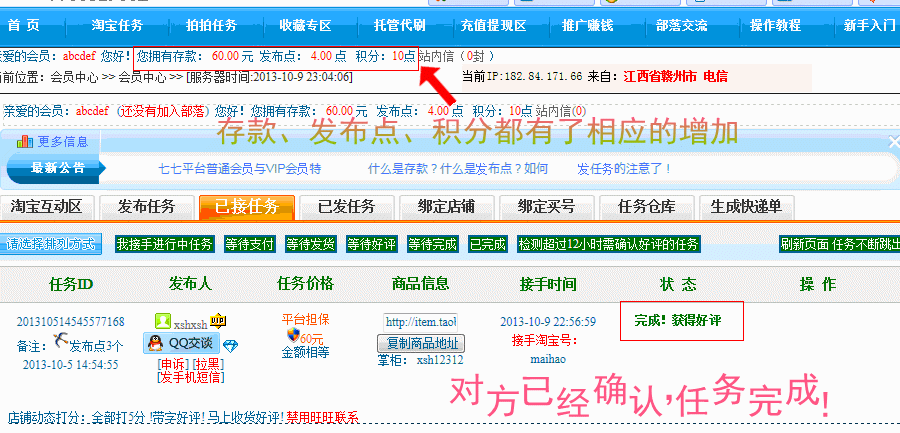 首 页 淘宝任务 拍拍任务 收藏专区 托管代刷 充值提现区 推广赚钱 部落交流 操作教程 新手入门
亲爱的会员：abcdef 您好！您拥有存款：60.00元 发布点：4.00点 积分：10点 站内信（0封 ）
当前位置：会员中心 >> 会员中心 >> [服务器时间:2013-10-9 23:04:06] 当前IP:182.84.171.66 来自：江西省赣州市 电信
亲爱的会员：abcdef (还没有加入部落) 您好！您拥有存款：60.00元 发布点：4.00点 积分：10点 站内信(0)
存款、发布点、积分都有了相应的增加
更多信息
最新公告 七七平台普通会员与VIP会员特 什么是存款？什么是发布点？如何 发任务的注意了！
淘宝互动区 发布任务 已接任务 已发任务 绑定店铺 绑定买号 任务仓库 生成快递单
请选择排列方式 我接手进行中任务 等待支付 等待发货 等待好评 等待完成 已完成 检测超过12小时需确认好评的任务 刷新页面 任务不断跳出
任务ID 发布人 任务价格 商品信息 接手时间 状 态 操 作
201310514545577168 xshxsh VIP 平台担保 http://item.taob 2013-10-9 22:56:59 完成！获得好评
备注： 发布点3个 QQ交谈 60元 复制商品地址 接手淘宝号：
2013-10-5 14:54:55 [申诉] [拉黑] 金额相等 掌柜： xsh12312 maihao
[发手机短信]
对方已经确认,任务完成!
店铺动态打分：全部打5分 !带字好评! 马上收货好评! 禁用旺旺联系